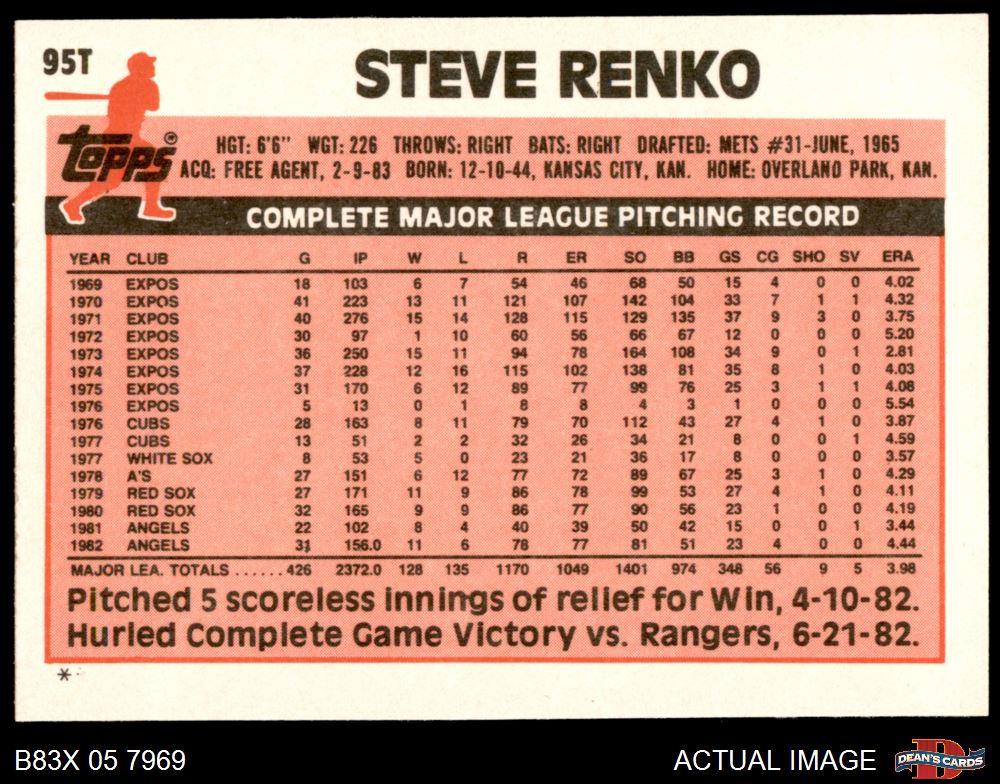 95T
STEVE RENKO
topps®
HGT: 6'6" WGT: 226 THROWS: RIGHT BATS: RIGHT DRAFTED: METS #31-JUNE, 1965
ACQ: FREE AGENT, 2-9-83 BORN: 12-10-44, KANSAS CITY, KAN. HOME: OVERLAND PARK, KAN.
COMPLETE MAJOR LEAGUE PITCHING RECORD
YEAR CLUB G IP W L R ER SO BB GS CG SHO SV ERA
1969 EXPOS 18 103 6 7 54 46 68 50 15 4 0 0 4.02
1970 EXPOS 41 223 13 11 121 107 142 104 33 7 1 1 4.32
1971 EXPOS 40 276 15 14 128 115 129 135 37 9 3 0 3.75
1972 EXPOS 30 97 1 10 60 56 66 67 12 0 0 0 5.20
1973 EXPOS 36 250 15 11 94 78 164 108 34 9 0 1 2.81
1974 EXPOS 37 228 12 16 115 102 138 81 35 8 1 0 4.03
1975 EXPOS 31 170 6 12 89 77 99 76 25 3 1 1 4.08
1976 EXPOS 5 13 0 1 8 8 4 3 1 0 0 0 5.54
1976 CUBS 28 163 8 11 79 70 112 43 27 4 1 0 3.87
1977 CUBS 13 51 2 2 32 26 34 21 8 0 0 1 4.59
1977 WHITE SOX 8 53 5 0 23 21 36 17 8 0 0 0 3.57
1978 A'S 27 151 6 12 77 72 89 67 25 3 1 0 4.29
1979 RED SOX 27 171 11 9 86 78 99 53 27 4 1 0 4.11
1980 RED SOX 32 165 9 9 86 77 90 56 23 1 0 0 4.19
1981 ANGELS 22 102 8 4 40 39 50 42 15 0 0 1 3.44
1982 ANGELS 31 156.0 11 6 78 77 81 51 23 4 0 0 4.44
MAJOR LEA. TOTALS ...... 426 2372.0 128 135 1170 1049 1401 974 348 56 9 5 3.98
Pitched 5 scoreless innings of relief for Win, 4-10-82.
Hurled Complete Game Victory vs. Rangers, 6-21-82.
*
B83X 05 7969 ACTUAL IMAGE D DEAN'S CARDS